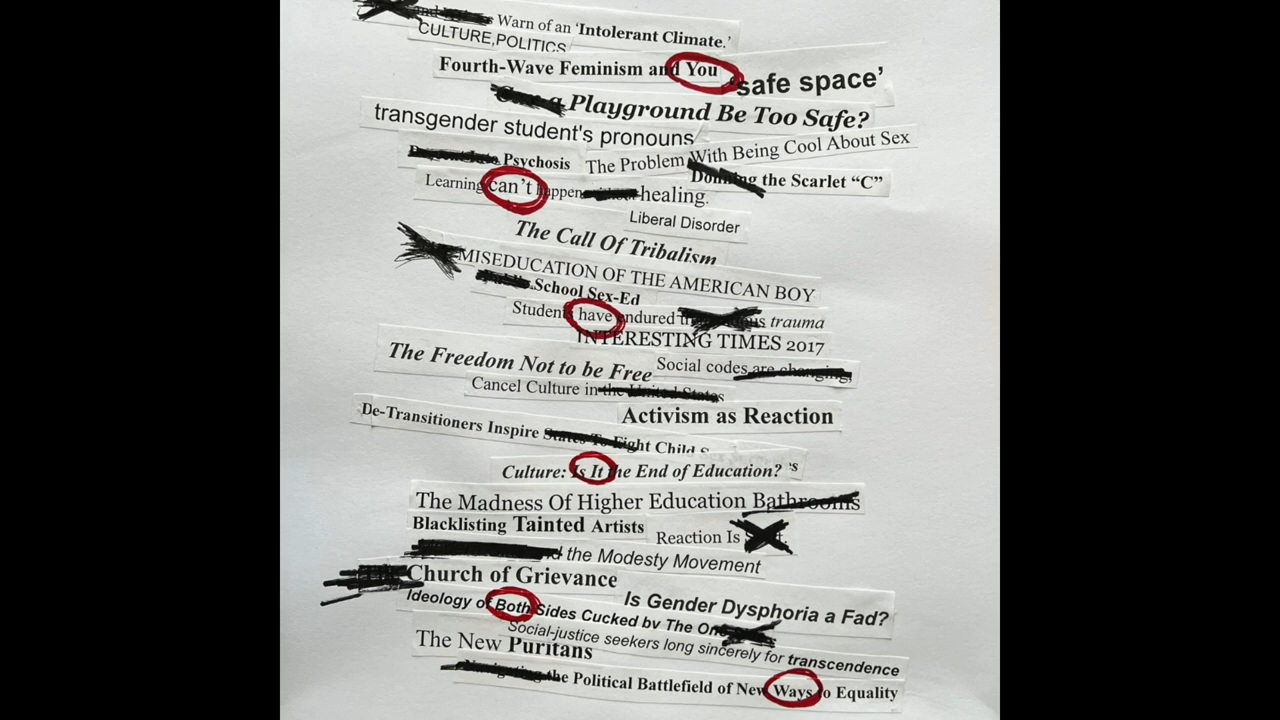 Warn of an 'Intolerant Climate.'
CULTURE,POLITICS
Fourth-Wave Feminism and You
'safe space'
Playground Be Too Safe?
transgender student's pronouns
The Problem With Being Cool About Sex
Psychosis
Donning the Scarlet “C”
Learning can’t happen healing.
Liberal Disorder
The Call Of Tribalism
MISEDUCATION OF THE AMERICAN BOY
School Sex-Ed
Students have endured trauma
INTERESTING TIMES 2017
The Freedom Not to be Free
Social codes are changing,
Cancel Culture in the United States
Activism as Reaction
De-Transitioners Inspire States To Fight Child
Culture: Is It the End of Education? 's
The Madness Of Higher Education Bathrooms
Blacklisting Tainted Artists
Reaction Is
the Modesty Movement
Church of Grievance
Is Gender Dysphoria a Fad?
Ideology of Both Sides Cucked by The One
Social-justice seekers long sincerely for transcendence
The New Puritans
Navigating the Political Battlefield of New Ways to Equality